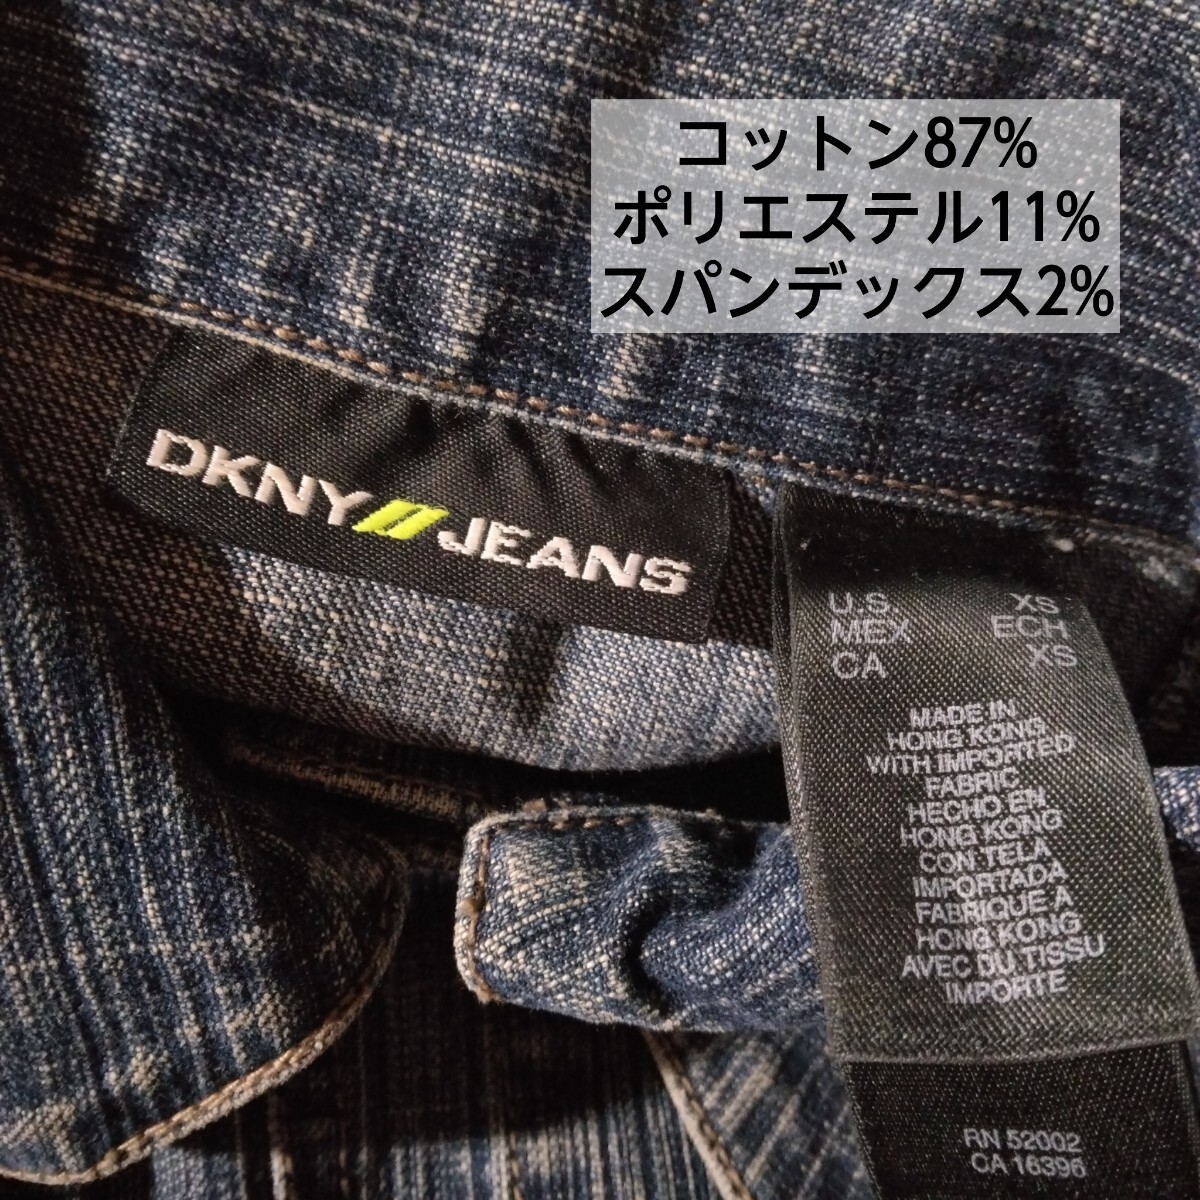 コットン87%
ポリエステル11%
スパンデックス2%
DKNY JEANS
U.S. XS
MEX ECH
CA XS
MADE IN
HONG KONG
WITH IMPORTED
FABRIC
HECHO EN
HONG KONG
CON TELA
IMPORTADA
FABRIQUE A
HONG KONG
AVEC DU TISSU
IMPORTE
RN 52002
CA 16396